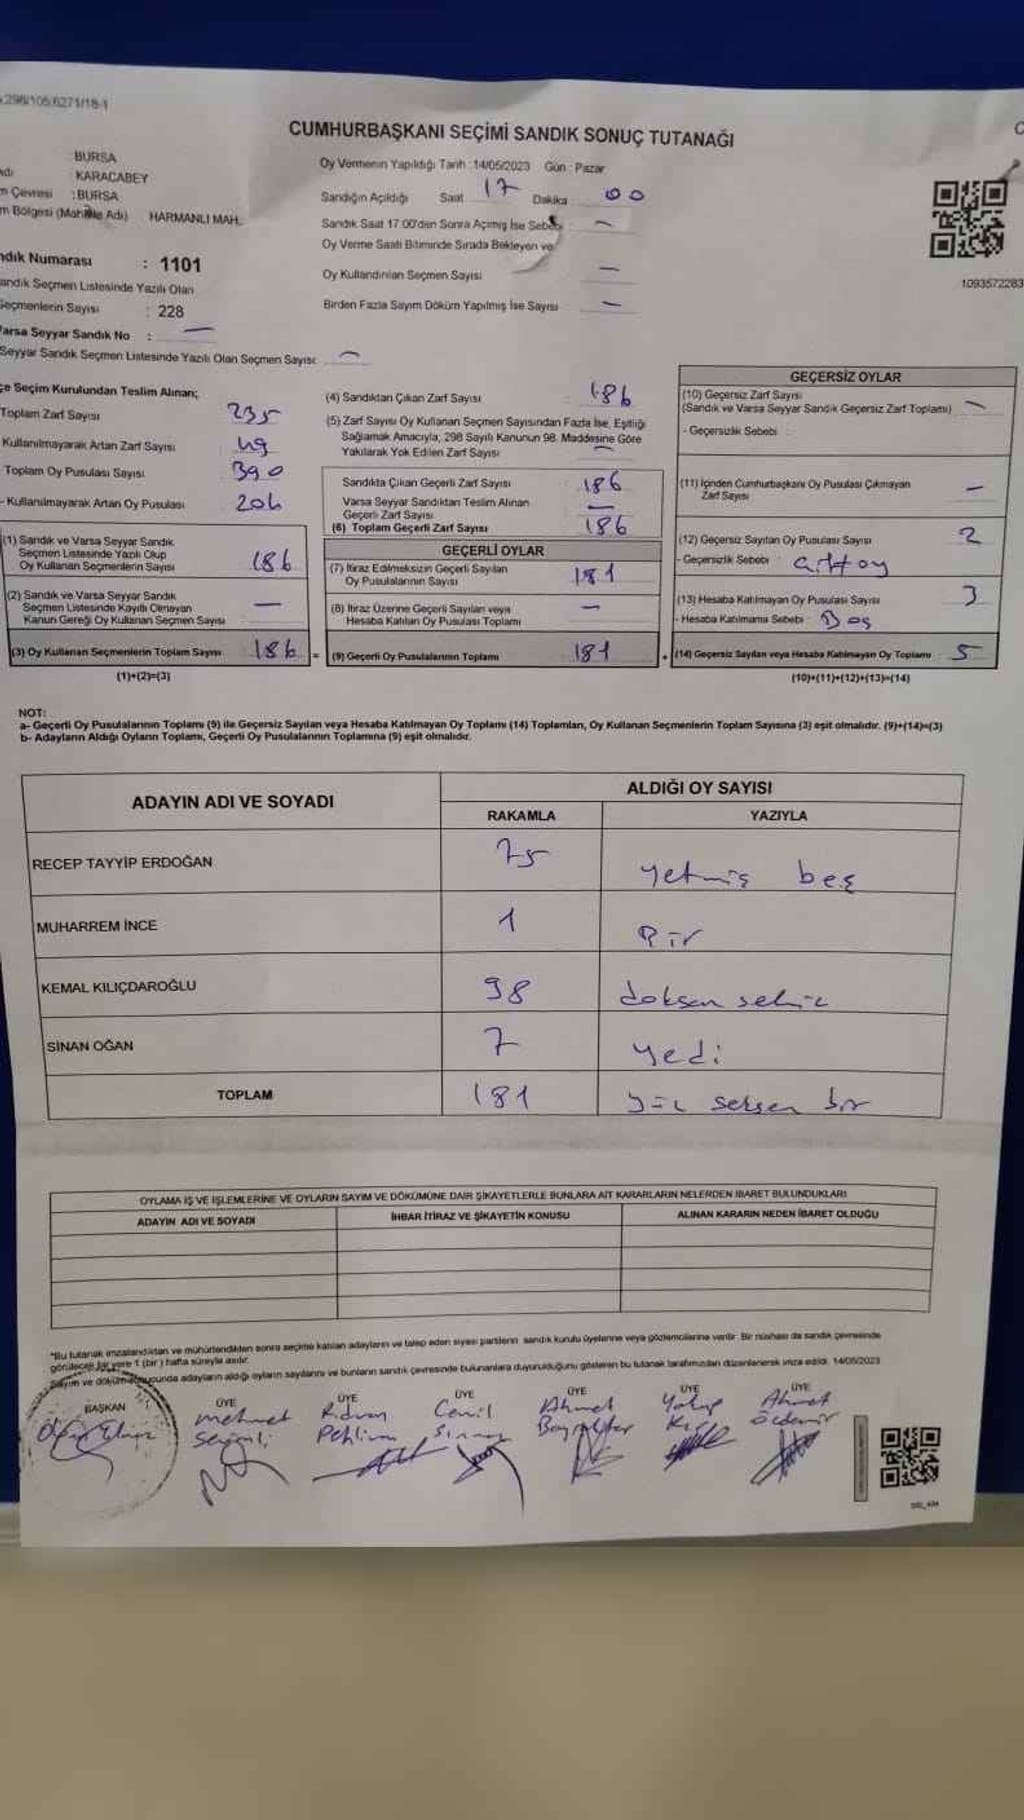 298/105/6271/18-1
CUMHURBAŞKANI SEÇİMİ SANDIK SONUÇ TUTANAĞI
: BURSA
KARACABEY
m Çevresi : BURSA
m Bölgesi (Mahalle Adı) HARMANLI MAH.
ndık Numarası : 1101
andık Seçmen Listesinde Yazılı Olan
Seçmenlerin Sayısı : 228
Varsa Seyyar Sandık No : —
Seyyar Sandık Seçmen Listesinde Yazılı Olan Seçmen Sayısı: —
Oy Vermenin Yapıldığı Tarih : 14/05/2023 Gün : Pazar
Sandığın Açıldığı Saat 17 Dakika 00
Sandık Saat 17:00'den Sonra Açımış İse Sebebi : —
Oy Verme Saati Bitiminde Sırada Bekleyen ve
Oy Kullandırılan Seçmen Sayısı —
Birden Fazla Sayım Döküm Yapılmış İse Sayısı —
1093572283
çe Seçim Kurulundan Teslim Alınan;
Toplam Zarf Sayısı 235
Kullanılmayarak Artan Zarf Sayısı 49
Toplam Oy Pusulası Sayısı 390
- Kullanılmayarak Artan Oy Pusulası 206
(1) Sandık ve Varsa Seyyar Sandık
Seçmen Listesinde Yazılı Olup
Oy Kullanan Seçmenlerin Sayısı 186
(2) Sandık ve Varsa Seyyar Sandık
Seçmen Listesinde Kayıtlı Olmayan
Kanun Gereği Oy Kullanan Seçmen Sayısı —
(3) Oy Kullanan Seçmenlerin Toplam Sayısı 186 =
(1)+(2)=(3)
(4) Sandıktan Çıkan Zarf Sayısı 186
(5) Zarf Sayısı Oy Kullanan Seçmen Sayısından Fazla İse, Eşitliği
Sağlamak Amacıyla; 298 Sayılı Kanunun 98. Maddesine Göre
Yakılarak Yok Edilen Zarf Sayısı —
Sandıkta Çıkan Geçerli Zarf Sayısı 186
Varsa Seyyar Sandıktan Teslim Alınan
Geçerli Zarf Sayısı —
(6) Toplam Geçerli Zarf Sayısı 186
GEÇERLİ OYLAR
(7) İtiraz Edilmeksizin Geçerli Sayılan
Oy Pusulalarının Sayısı 181
(8) İtiraz Üzerine Geçerli Sayılan veya
Hesaba Katılan Oy Pusulası Toplamı —
(9) Geçerli Oy Pusulalarının Toplamı 181 +
GEÇERSİZ OYLAR
(10) Geçersiz Zarf Sayısı
(Sandık ve Varsa Seyyar Sandık Geçersiz Zarf Toplamı) —
- Geçersizlik Sebebi :
(11) İçinden Cumhurbaşkanı Oy Pusulası Çıkmayan
Zarf Sayısı —
(12) Geçersiz Sayılan Oy Pusulası Sayısı 2
- Geçersizlik Sebebi
(13) Hesaba Katılmayan Oy Pusulası Sayısı 3
- Hesaba Katılmama Sebebi : Boş
(14) Geçersiz Sayılan veya Hesaba Katılmayan Oy Toplamı : 5
(10)+(11)+(12)+(13)=(14)
NOT:
a- Geçerli Oy Pusulalarının Toplamı (9) ile Geçersiz Sayılan veya Hesaba Katılmayan Oy Toplamı (14) Toplamları, Oy Kullanan Seçmenlerin Toplam Sayısına (3) eşit olmalıdır. (9)+(14)=(3)
b- Adayların Aldığı Oyların Toplamı, Geçerli Oy Pusulalarının Toplamına (9) eşit olmalıdır.
ADAYIN ADI VE SOYADI ALDIĞI OY SAYISI
RAKAMLA YAZIYLA
RECEP TAYYİP ERDOĞAN 75 yetmiş beş
MUHARREM İNCE 1 Bir
KEMAL KILIÇDAROĞLU 98 doksan sekiz
SİNAN OĞAN 7 yedi
TOPLAM 181 yüz seksen bir
OYLAMA İŞ VE İŞLEMLERİNE VE OYLARIN SAYIM VE DÖKÜMÜNE DAİR ŞİKAYETLERLE BUNLARA AİT KARARLARIN NELERDEN İBARET BULUNDUKLARI
ADAYIN ADI VE SOYADI İHBAR İTİRAZ VE ŞİKAYETİN KONUSU ALINAN KARARIN NEDEN İBARET OLDUĞU
*Bu tutanak imzalandıktan ve mühürlendikten sonra seçime katılan adayların ve talep eden siyasi partilerin sandık kurulu üyelerine veya gözlemcilerine verilir. Bir nüshası da sandık çevresinde
görülecek bir yere 1 (bir) hafta süreyle asılır.
Sayım ve dökümü sonucunda adayların aldığı oyların sayılarını ve bunların sandık çevresinde bulunanlara duyurulduğunu gösteren bu tutanak tarafımızdan düzenlenerek imza edildi. 14/05/2023
BAŞKAN ÜYE ÜYE ÜYE ÜYE ÜYE ÜYE
Mehmet Rıdvan Cemil Ahmet Yakup Ahmet
Pehlivan Özdemir